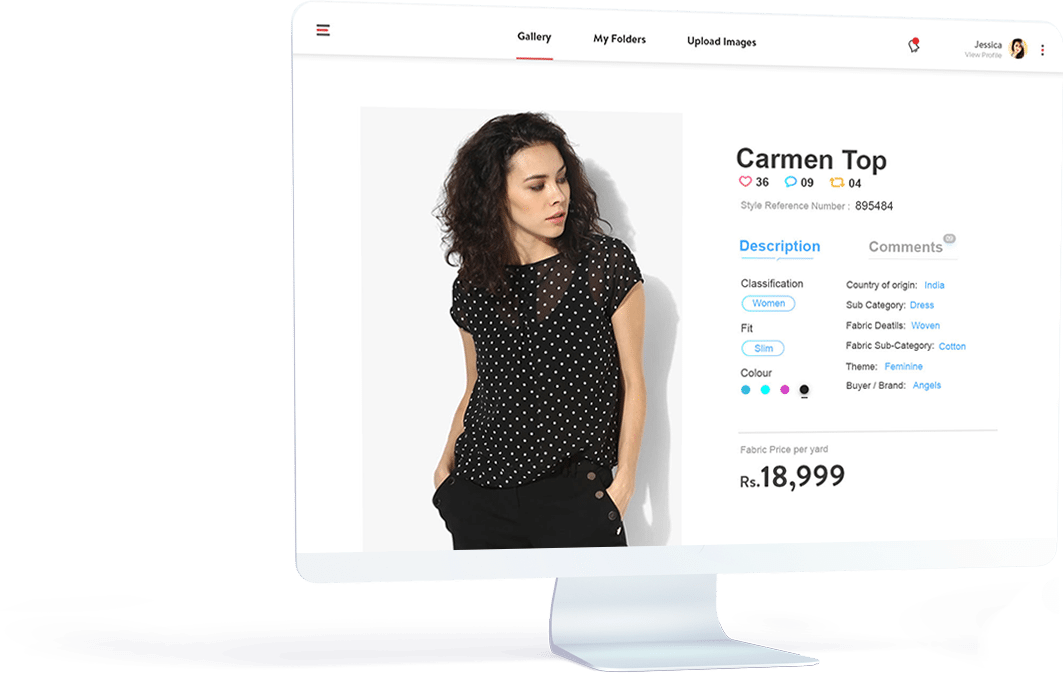 Gallery
My Folders
Upload Images
Jessica
View Profile
Carmen Top
36 09 04
Style Reference Number : 895484
Description
Comments 09
Classification
Women
Fit
Slim
Colour
Country of origin: India
Sub Category: Dress
Fabric Deatils: Woven
Fabric Sub-Category: Cotton
Theme: Feminine
Buyer / Brand: Angels
Fabric Price per yard
Rs.18,999